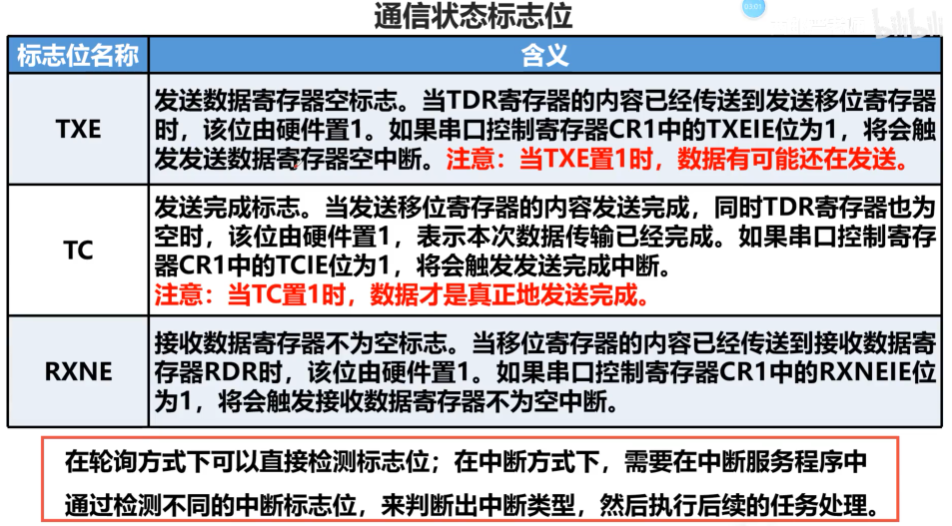 通信状态标志位
03:01
bilibili
标志位名称
含义
TXE
发送数据寄存器空标志。当TDR寄存器的内容已经传送到发送移位寄存器
时，该位由硬件置1。如果串口控制寄存器CR1中的TXEIE位为1，将会触
发发送数据寄存器空中断。注意：当TXE置1时，数据有可能还在发送。
TC
发送完成标志。当发送移位寄存器的内容发送完成，同时TDR寄存器也为
空时，该位由硬件置1，表示本次数据传输已经完成。如果串口控制寄存
器CR1中的TCIE位为1，将会触发发送完成中断。
注意：当TC置1时，数据才是真正地发送完成。
RXNE
接收数据寄存器不为空标志。当移位寄存器的内容已经传送到接收数据寄
存器RDR时，该位由硬件置1。如果串口控制寄存器CR1中的RXNEIE位
为1，将会触发接收数据寄存器不为空中断。
在轮询方式下可以直接检测标志位；在中断方式下，需要在中断服务程序中
通过检测不同的中断标志位，来判断出中断类型，然后执行后续的任务处理。